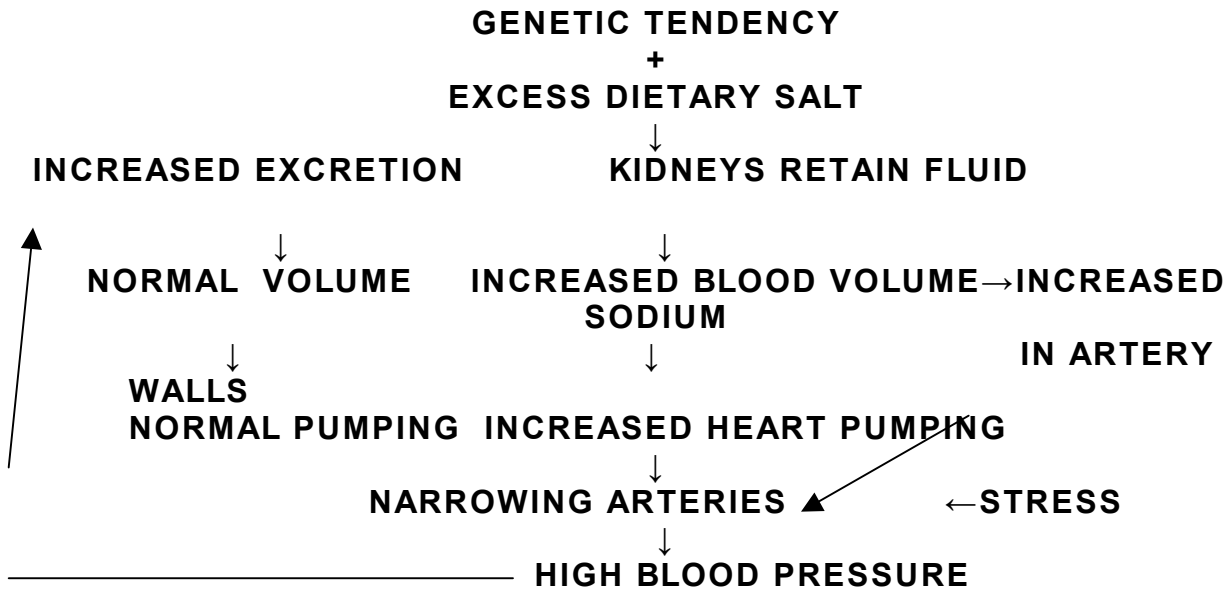 GENETIC TENDENCY
+
EXCESS DIETARY SALT
↓
INCREASED EXCRETION KIDNEYS RETAIN FLUID
↓ ↓
NORMAL VOLUME INCREASED BLOOD VOLUME→INCREASED
SODIUM
↓ ↓ IN ARTERY
WALLS
NORMAL PUMPING INCREASED HEART PUMPING
↓
NARROWING ARTERIES ←STRESS
↓
HIGH BLOOD PRESSURE